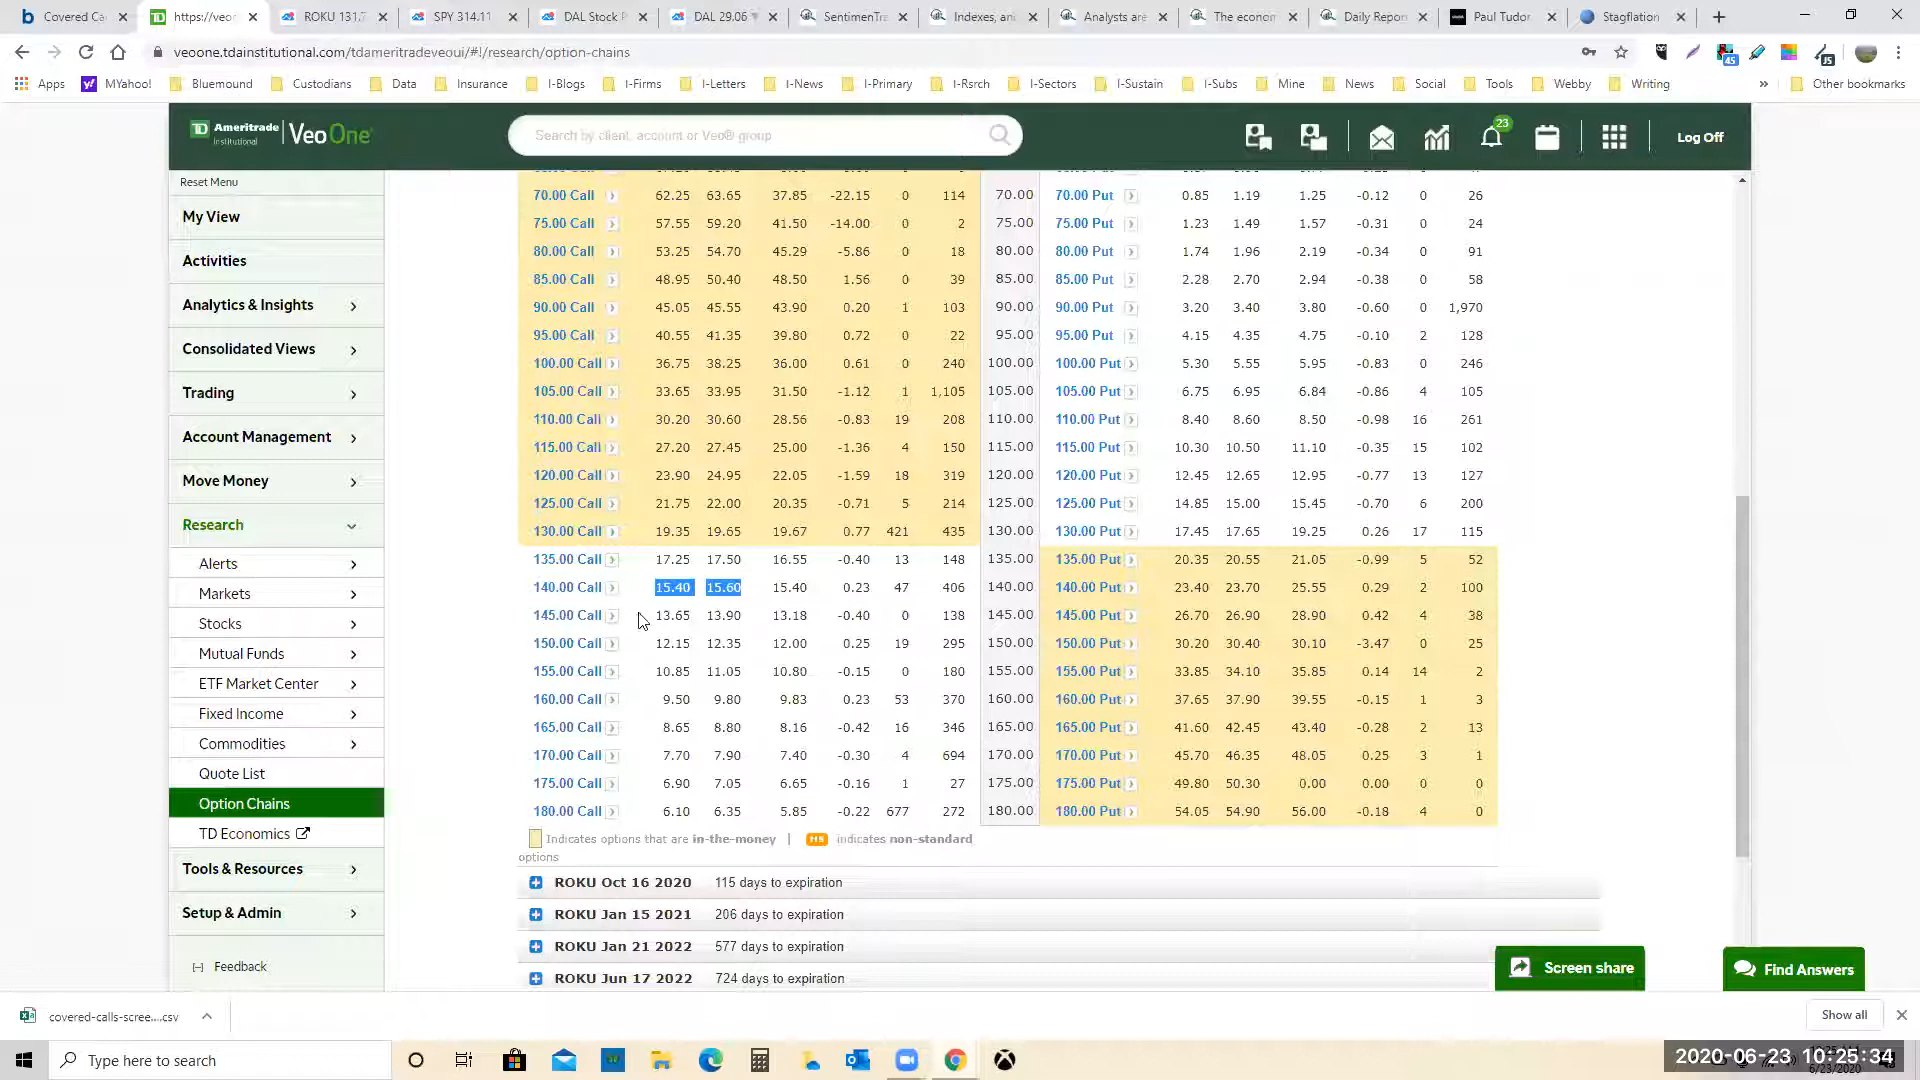 Covered Ca
https://veo
ROKU 131.7
SPY 314.11
DAL Stock P
DAL 29.06
SentimenTra
Indexes, an
Analysts are
The econom
Daily Repor
Paul Tudor
Stagflation
veoone.tdainstitutional.com/tdameritradeveoui/#!/research/option-chains
45
Apps
MYahoo!
Bluemound
Custodians
Data
Insurance
I-Blogs
I-Firms
I-Letters
I-News
I-Primary
I-Rsrch
I-Sectors
I-Sustain
I-Subs
Mine
News
Social
Tools
Webby
Writing
Other bookmarks
Ameritrade Institutional VeoOne
Search by client, account or Veo® group
23
Log Off
Reset Menu
My View
Activities
Analytics & Insights
Consolidated Views
Trading
Account Management
Move Money
Research
Alerts
Markets
Stocks
Mutual Funds
ETF Market Center
Fixed Income
Commodities
Quote List
Option Chains
TD Economics
Tools & Resources
Setup & Admin
Feedback
70.00 Call 62.25 63.65 37.85 -22.15 0 114 70.00 70.00 Put 0.85 1.19 1.25 -0.12 0 26
75.00 Call 57.55 59.20 41.50 -14.00 0 2 75.00 75.00 Put 1.23 1.49 1.57 -0.31 0 24
80.00 Call 53.25 54.70 45.29 -5.86 0 18 80.00 80.00 Put 1.74 1.96 2.19 -0.34 0 91
85.00 Call 48.95 50.40 48.50 1.56 0 39 85.00 85.00 Put 2.28 2.70 2.94 -0.38 0 58
90.00 Call 45.05 45.55 43.90 0.20 1 103 90.00 90.00 Put 3.20 3.40 3.80 -0.60 0 1,970
95.00 Call 40.55 41.35 39.80 0.72 0 22 95.00 95.00 Put 4.15 4.35 4.75 -0.10 2 128
100.00 Call 36.75 38.25 36.00 0.61 0 240 100.00 100.00 Put 5.30 5.55 5.95 -0.83 0 246
105.00 Call 33.65 33.95 31.50 -1.12 1 1,105 105.00 105.00 Put 6.75 6.95 6.84 -0.86 4 105
110.00 Call 30.20 30.60 28.56 -0.83 19 208 110.00 110.00 Put 8.40 8.60 8.50 -0.98 16 261
115.00 Call 27.20 27.45 25.00 -1.36 4 150 115.00 115.00 Put 10.30 10.50 11.10 -0.35 15 102
120.00 Call 23.90 24.95 22.05 -1.59 18 319 120.00 120.00 Put 12.45 12.65 12.95 -0.77 13 127
125.00 Call 21.75 22.00 20.35 -0.71 5 214 125.00 125.00 Put 14.85 15.00 15.45 -0.70 6 200
130.00 Call 19.35 19.65 19.67 0.77 421 435 130.00 130.00 Put 17.45 17.65 19.25 0.26 17 115
135.00 Call 17.25 17.50 16.55 -0.40 13 148 135.00 135.00 Put 20.35 20.55 21.05 -0.99 5 52
140.00 Call 15.40 15.60 15.40 0.23 47 406 140.00 140.00 Put 23.40 23.70 25.55 0.29 2 100
145.00 Call 13.65 13.90 13.18 -0.40 0 138 145.00 145.00 Put 26.70 26.90 28.90 0.42 4 38
150.00 Call 12.15 12.35 12.00 0.25 19 295 150.00 150.00 Put 30.20 30.40 30.10 -3.47 0 25
155.00 Call 10.85 11.05 10.80 -0.15 0 180 155.00 155.00 Put 33.85 34.10 35.85 0.14 14 2
160.00 Call 9.50 9.80 9.83 0.23 53 370 160.00 160.00 Put 37.65 37.90 39.55 -0.15 1 3
165.00 Call 8.65 8.80 8.16 -0.42 16 346 165.00 165.00 Put 41.60 42.45 43.40 -0.28 2 13
170.00 Call 7.70 7.90 7.40 -0.30 4 694 170.00 170.00 Put 45.70 46.35 48.05 0.25 3 1
175.00 Call 6.90 7.05 6.65 -0.16 1 27 175.00 175.00 Put 49.80 50.30 0.00 0.00 0 0
180.00 Call 6.10 6.35 5.85 -0.22 677 272 180.00 180.00 Put 54.05 54.90 56.00 -0.18 4 0
Indicates options that are in-the-money | NS indicates non-standard
options
ROKU Oct 16 2020 115 days to expiration
ROKU Jan 15 2021 206 days to expiration
ROKU Jan 21 2022 577 days to expiration
ROKU Jun 17 2022 724 days to expiration
Screen share
Find Answers
covered-calls-scree....csv
Show all
Type here to search
2020-06-23 10:25:34
6/23/2020